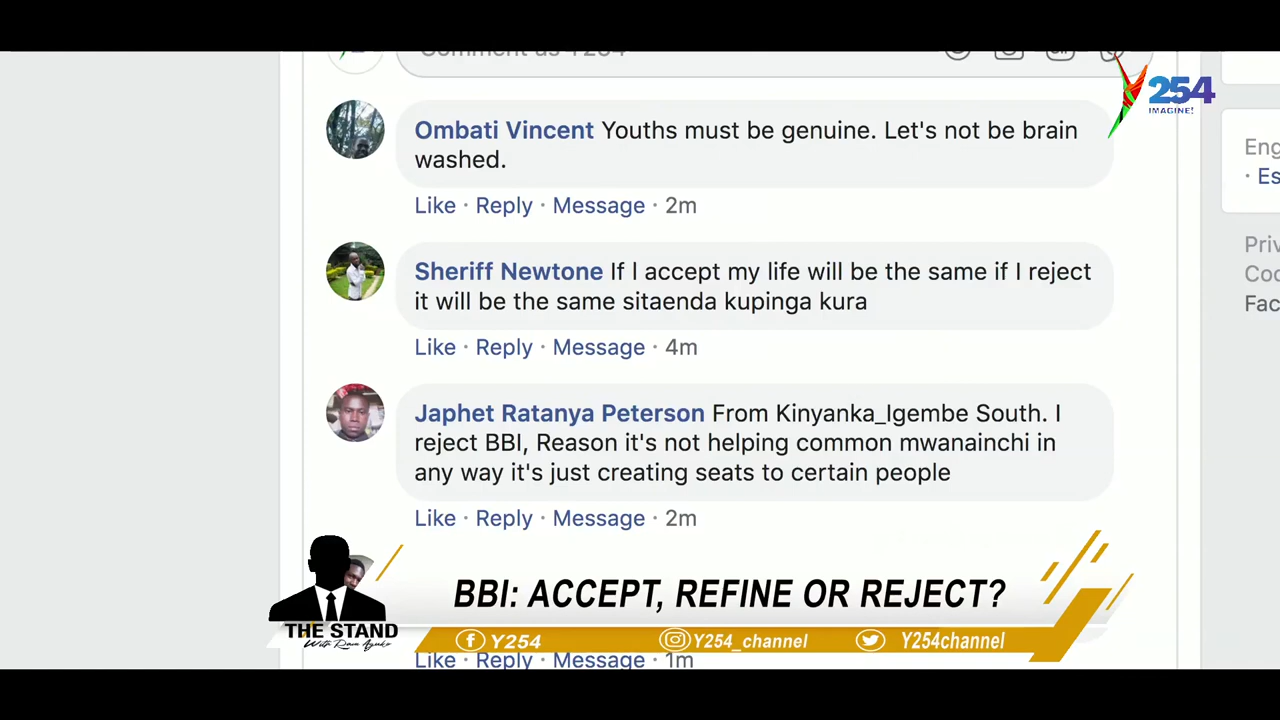 Comment as Y254
254
IMAGINE!
Ombati Vincent Youths must be genuine. Let's not be brain
washed.
Like · Reply · Message · 2m
Sheriff Newtone If I accept my life will be the same if I reject
it will be the same sitaenda kupinga kura
Like · Reply · Message · 4m
Japhet Ratanya Peterson From Kinyanka_Igembe South. I
reject BBI, Reason it's not helping common mwanainchi in
any way it's just creating seats to certain people
Like · Reply · Message · 2m
Eng
· Es
Priv
Coo
Fac
BBI: ACCEPT, REFINE OR REJECT?
THE STAND
Y254
Y254_channel
Y254channel
Like · Reply · Message · 1m